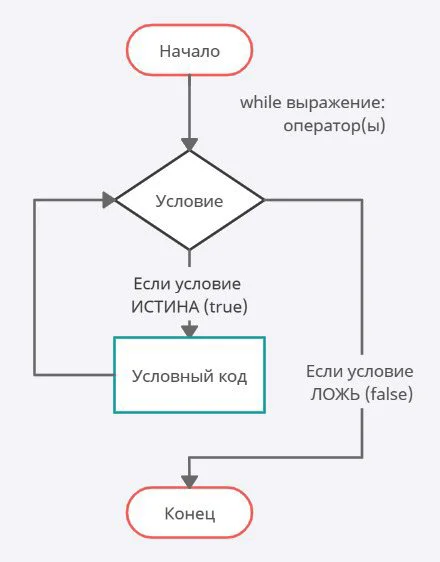 Начало
while выражение:
оператор(ы)
Условие
Если условие
ИСТИНА (true)
Условный код
Если условие
ЛОЖЬ (false)
Конец